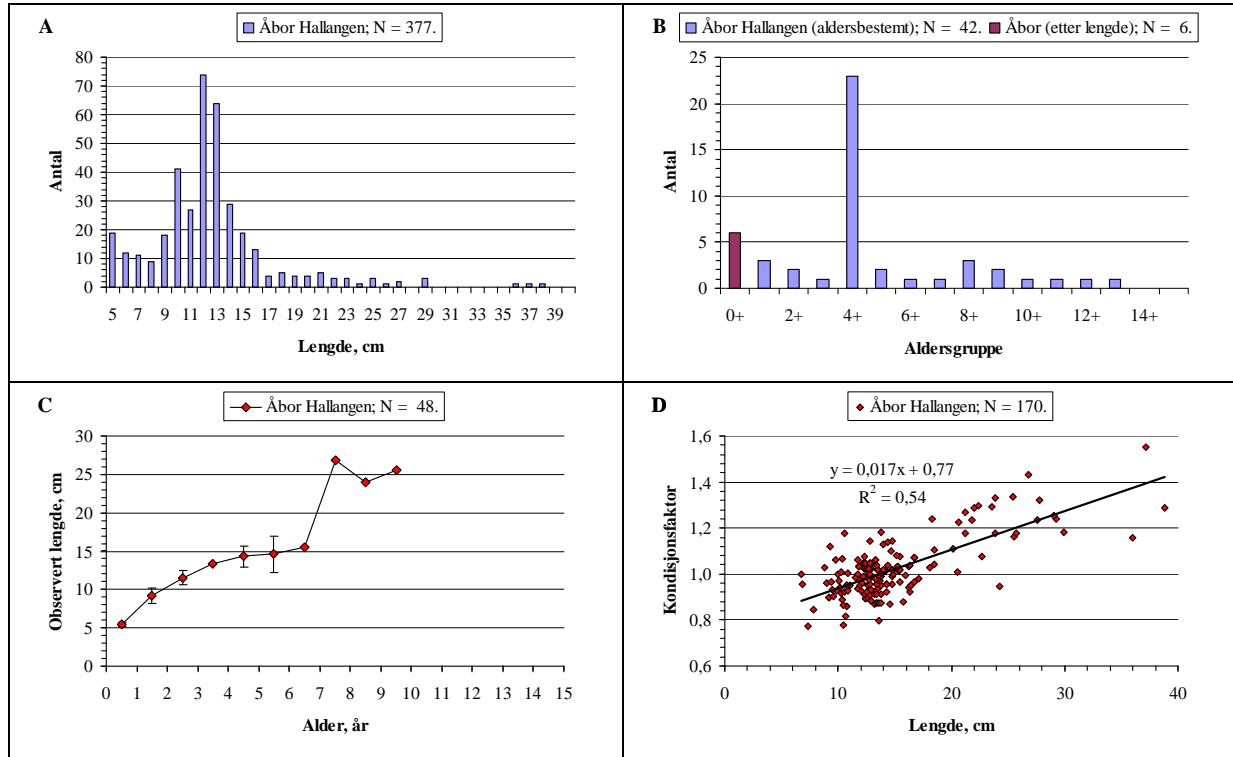 A
Åbor Hallangen; N = 377.
80
70
60
50
40
30
20
10
0
Antal
5 7 9 11 13 15 17 19 21 23 25 27 29 31 33 35 37 39
Lengde, cm
B
Åbor Hallangen (aldersbestemt); N = 42. Åbor (etter lengde); N = 6.
25
20
15
10
5
0
Antal
0+ 2+ 4+ 6+ 8+ 10+ 12+ 14+
Aldersgruppe
C
Åbor Hallangen; N = 48.
30
25
20
15
10
5
0
Observert lengde, cm
0 1 2 3 4 5 6 7 8 9 10 11 12 13 14 15
Alder, år
D
Åbor Hallangen; N = 170.
1,6
1,4
1,2
1,0
0,8
0,6
Kondisjonsfaktor
y = 0,017x + 0,77
R² = 0,54
0 10 20 30 40
Lengde, cm